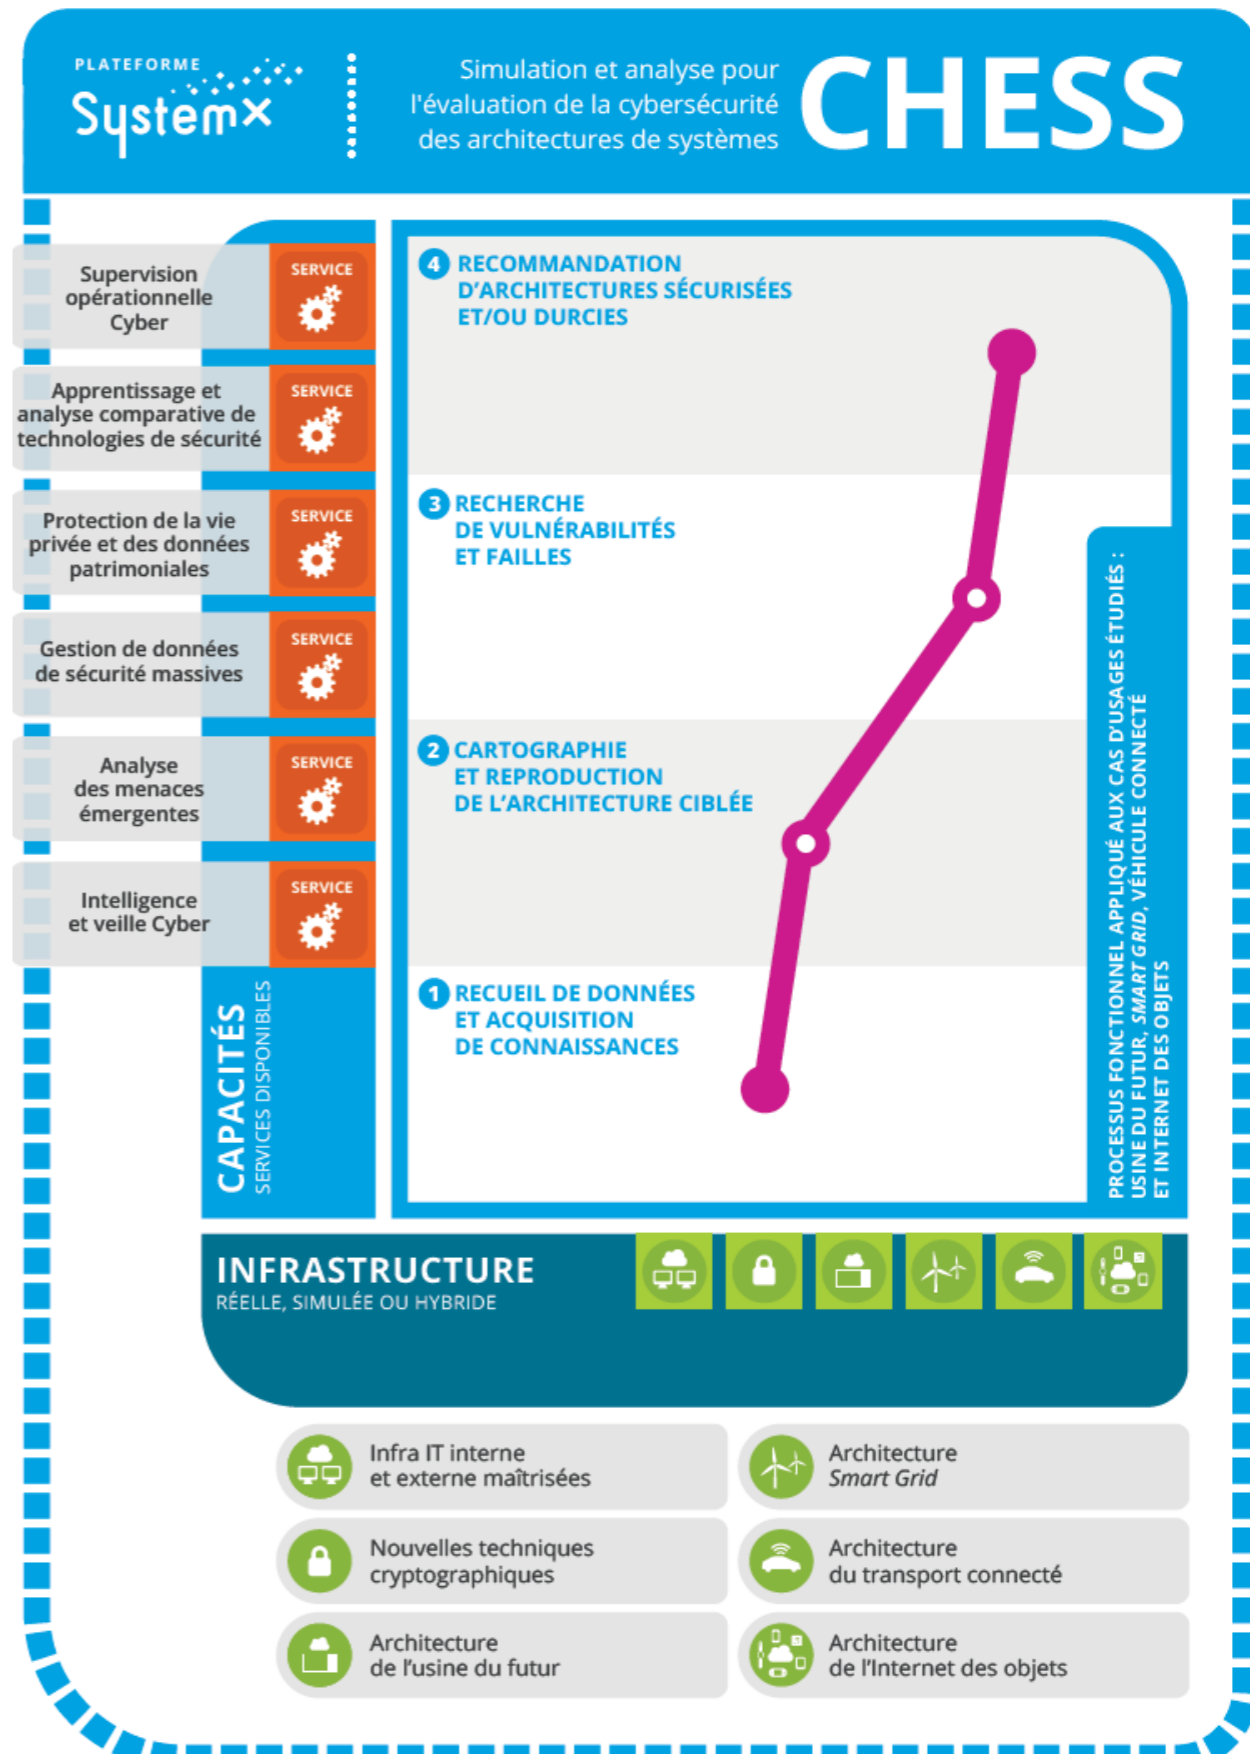 PLATEFORME
Systemx
Simulation et analyse pour
l'évaluation de la cybersécurité
des architectures de systèmes
CHESS
Supervision
opérationnelle
Cyber
SERVICE
Apprentissage et
analyse comparative de
technologies de sécurité
SERVICE
Protection de la vie
privée et des données
patrimoniales
SERVICE
Gestion de données
de sécurité massives
SERVICE
Analyse
des menaces
émergentes
SERVICE
Intelligence
et veille Cyber
SERVICE
CAPACITÉS
SERVICES DISPONIBLES
4 RECOMMANDATION
D'ARCHITECTURES SÉCURISÉES
ET/OU DURCIES
3 RECHERCHE
DE VULNÉRABILITÉS
ET FAILLES
2 CARTOGRAPHIE
ET REPRODUCTION
DE L'ARCHITECTURE CIBLÉE
1 RECUEIL DE DONNÉES
ET ACQUISITION
DE CONNAISSANCES
PROCESSUS FONCTIONNEL APPLIQUÉ AUX CAS D'USAGES ÉTUDIÉS :
USINE DU FUTUR, SMART GRID, VÉHICULE CONNECTÉ
ET INTERNET DES OBJETS
INFRASTRUCTURE
RÉELLE, SIMULÉE OU HYBRIDE
Infra IT interne
et externe maîtrisées
Architecture
Smart Grid
Nouvelles techniques
cryptographiques
Architecture
du transport connecté
Architecture
de l'usine du futur
Architecture
de l'Internet des objets